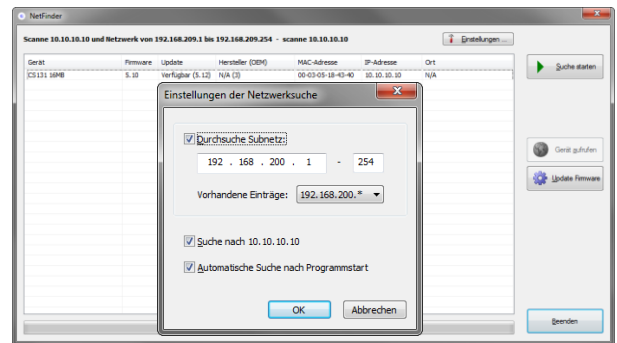 NetFinder
Scanne 10.10.10.10 und Netzwerk von 192.168.209.1 bis 192.168.209.254 - scanne 10.10.10.10
Einstellungen ...
Gerät Firmware Update Hersteller (OEM) MAC-Adresse IP-Adresse Ort
CS131 16MB 5.10 Verfügbar (5.12) N/A (3) 00-03-05-18-43-40 10.10.10.10 N/A
Suche starten
Einstellungen der Netzwerksuche
Durchsuche Subnetz:
192 . 168 . 200 . 1 - 254
Vorhandene Einträge: 192.168.200.*
Gerät aufrufen
Update Firmware
Suche nach 10.10.10.10
Automatische Suche nach Programmstart
OK Abbrechen
Beenden